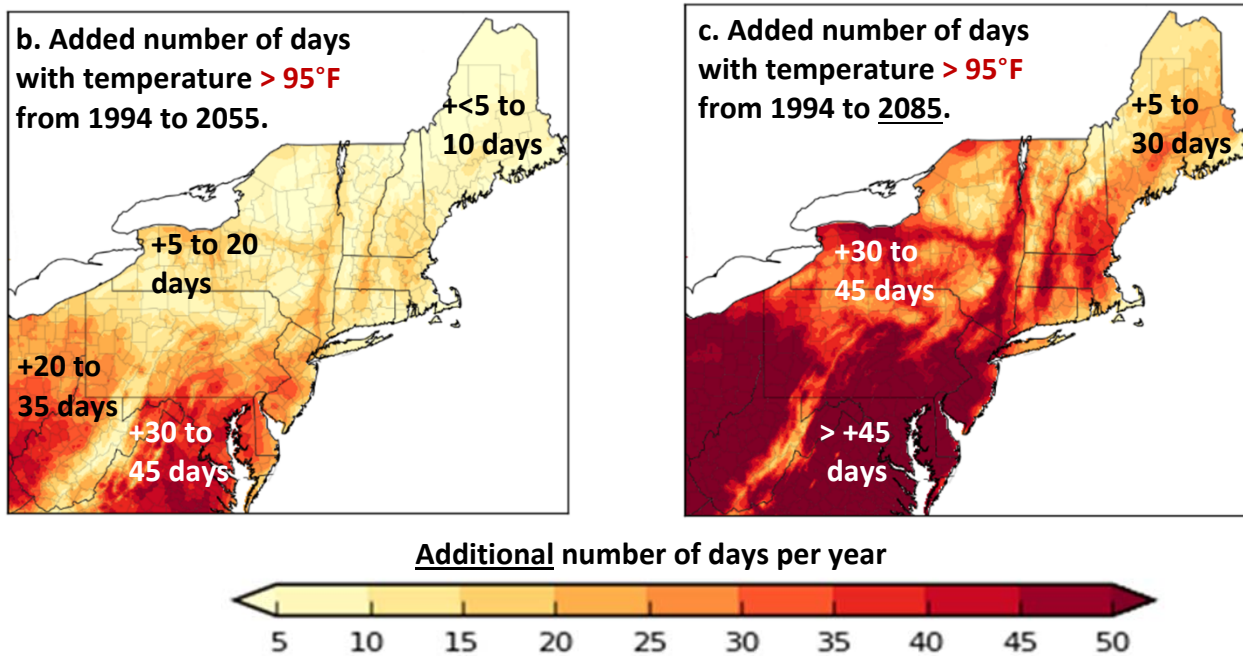 b. Added number of days
with temperature > 95°F
from 1994 to 2055.
+<5 to
10 days
+5 to 20
days
+20 to
35 days
+30 to
45 days
c. Added number of days
with temperature > 95°F
from 1994 to 2085.
+5 to
30 days
+30 to
45 days
> +45
days
Additional number of days per year
5 10 15 20 25 30 35 40 45 50